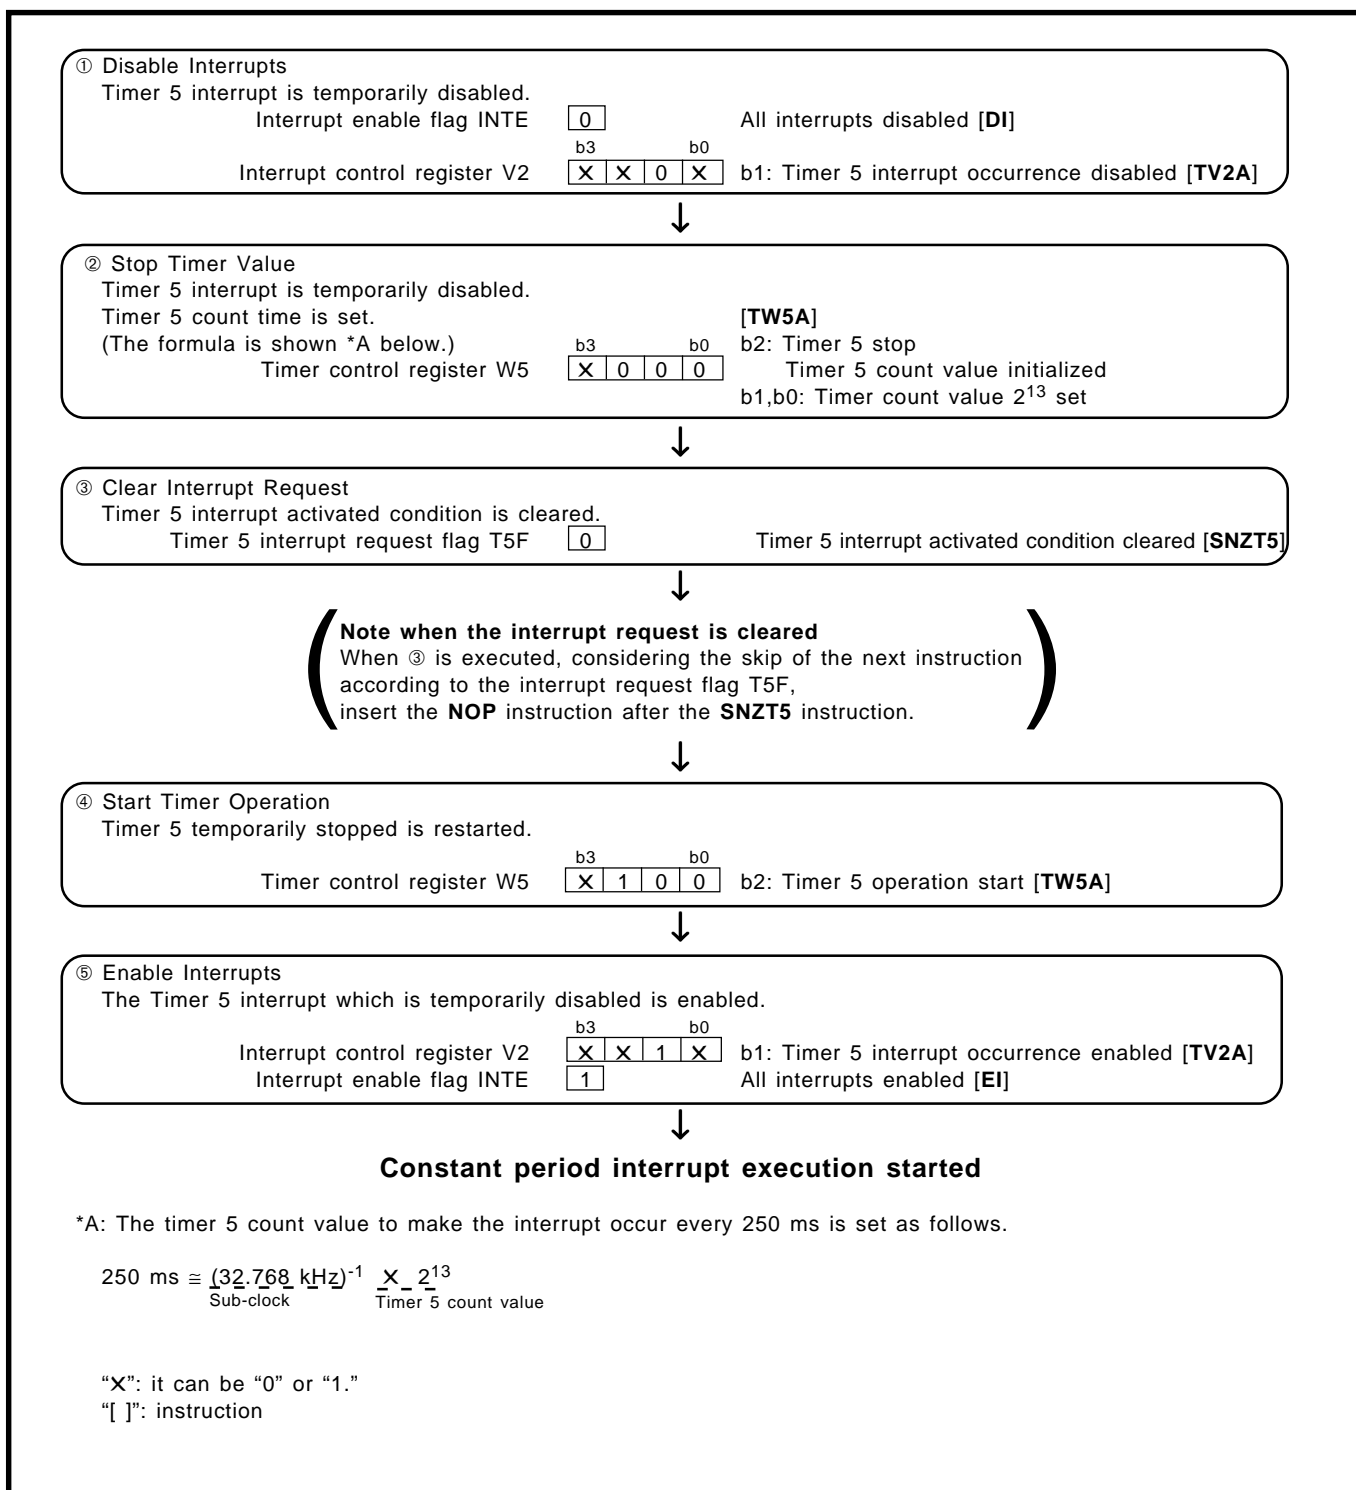 ① Disable Interrupts
Timer 5 interrupt is temporarily disabled.
Interrupt enable flag INTE 0 All interrupts disabled [DI]
b3 b0
Interrupt control register V2 X X 0 X b1: Timer 5 interrupt occurrence disabled [TV2A]
↓
② Stop Timer Value
Timer 5 interrupt is temporarily disabled.
Timer 5 count time is set. [TW5A]
(The formula is shown *A below.) b3 b0 b2: Timer 5 stop
Timer control register W5 X 0 0 0 Timer 5 count value initialized
b1,b0: Timer count value 2¹³ set
↓
③ Clear Interrupt Request
Timer 5 interrupt activated condition is cleared.
Timer 5 interrupt request flag T5F 0 Timer 5 interrupt activated condition cleared [SNZT5]
↓
Note when the interrupt request is cleared
When ③ is executed, considering the skip of the next instruction
according to the interrupt request flag T5F,
insert the NOP instruction after the SNZT5 instruction.
↓
④ Start Timer Operation
Timer 5 temporarily stopped is restarted.
b3 b0
Timer control register W5 X 1 0 0 b2: Timer 5 operation start [TW5A]
↓
⑤ Enable Interrupts
The Timer 5 interrupt which is temporarily disabled is enabled.
b3 b0
Interrupt control register V2 X X 1 X b1: Timer 5 interrupt occurrence enabled [TV2A]
Interrupt enable flag INTE 1 All interrupts enabled [EI]
↓
Constant period interrupt execution started
*A: The timer 5 count value to make the interrupt occur every 250 ms is set as follows.
250 ms ≅ (32.768 kHz)⁻¹ X 2¹³
Sub-clock Timer 5 count value
“X”: it can be “0” or “1.”
“[ ]”: instruction